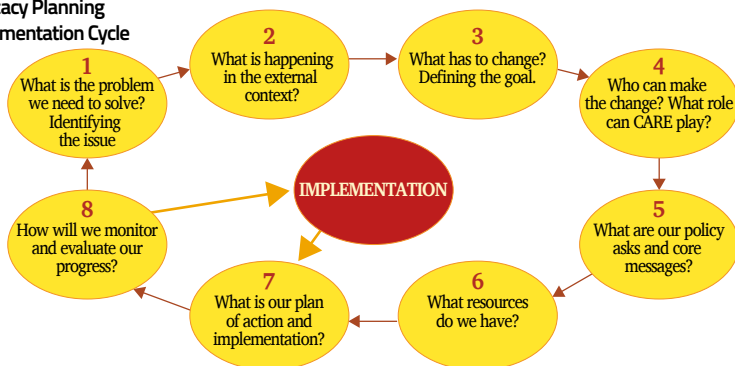 Planning
Cycle
1
What is the problem
we need to solve?
Identifying
the issue
2
What is happening
in the external
context?
3
What has to change?
Defining the goal.
4
Who can make
the change? What role
can CARE play?
5
What are our policy
asks and core
messages?
6
What resources
do we have?
7
What is our plan
of action and
implementation?
8
How will we monitor
and evaluate our
progress?
IMPLEMENTATION